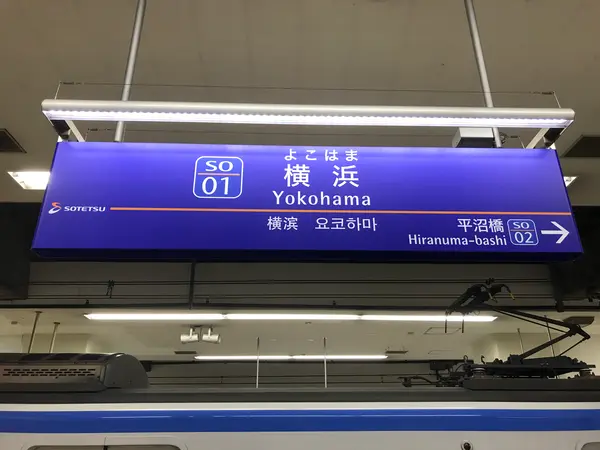 よこはま
SO
01
横浜
Yokohama
SOTETSU
横滨 요코하마
平沼橋
Hiranuma-bashi
SO
02